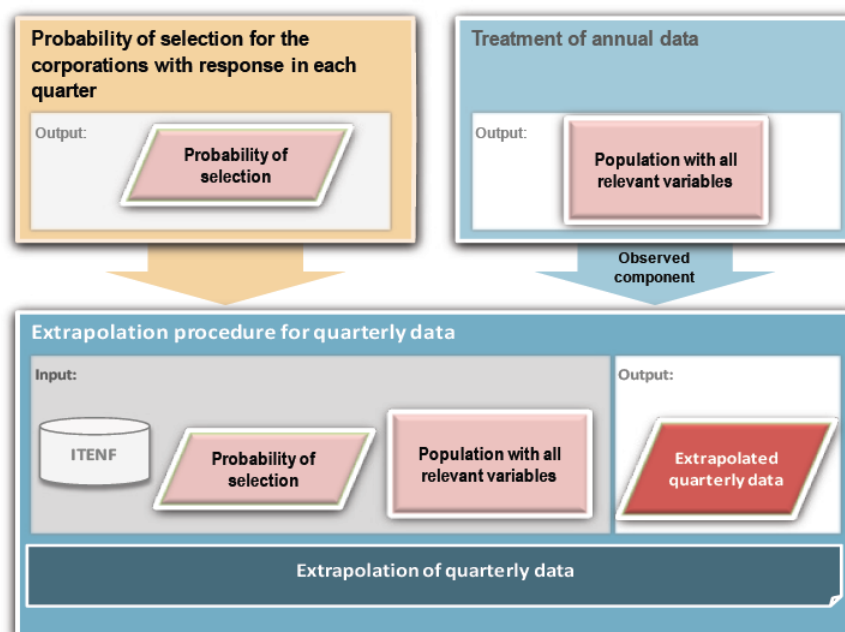 Probability of selection for the
corporations with response in each
quarter
Output:
Probability of
selection
Treatment of annual data
Output:
Population with all
relevant variables
Observed
component
Extrapolation procedure for quarterly data
Input:
ITENF
Probability of
selection
Population with all
relevant variables
Output:
Extrapolated
quarterly data
Extrapolation of quarterly data